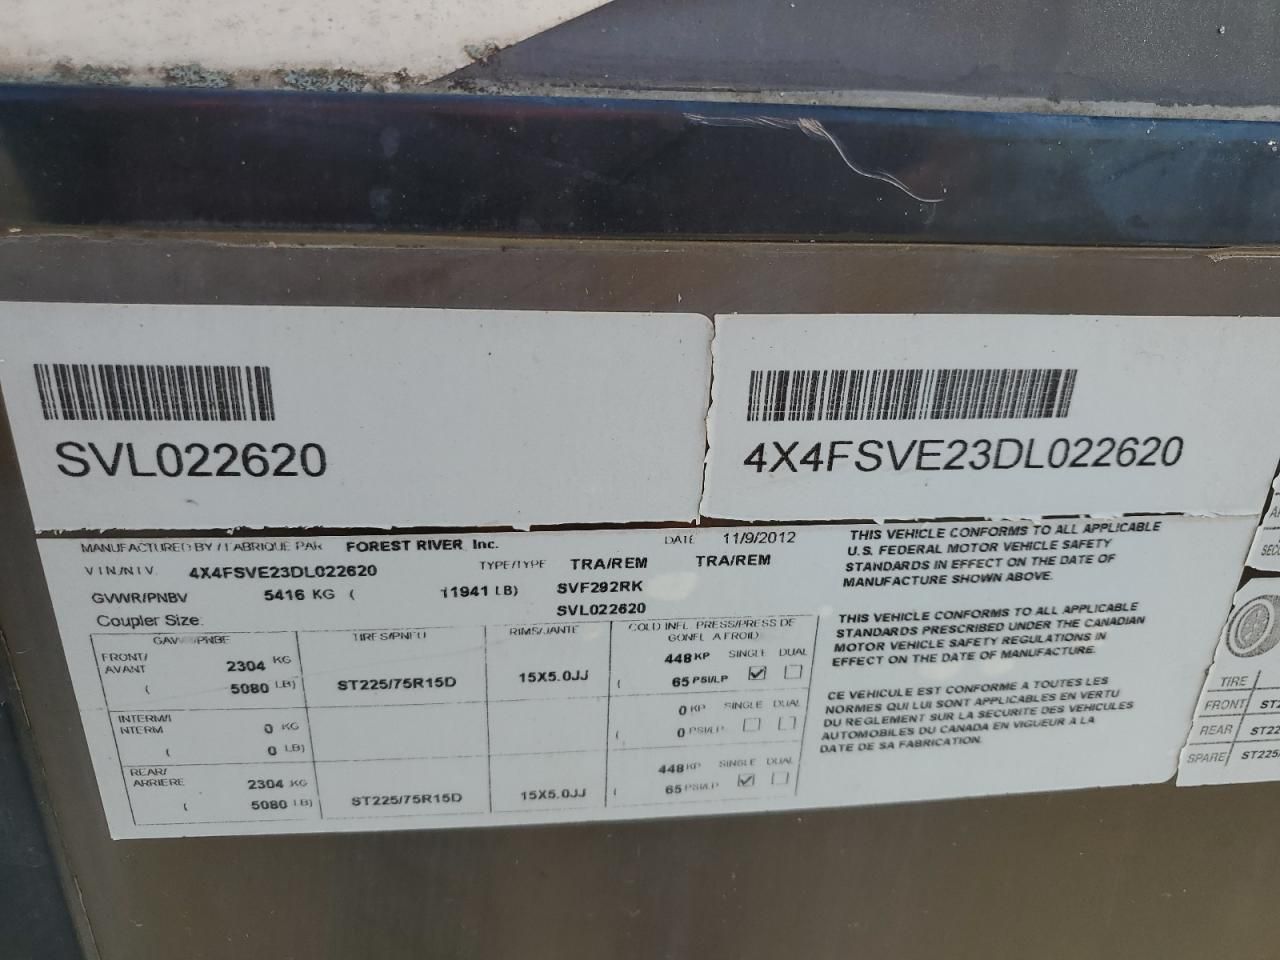 SVL022620
4X4FSVE23DL022620
MANUFACTURED BY / FABRIQUE PAR FOREST RIVER, Inc.
DATE 11/9/2012
V I N /N I V. 4X4FSVE23DL022620
TYPE/TYPE TRA/REM TRA/REM
GVWR/PNBV 5416 KG ( 11941 LB) SVF292RK
SVL022620
Coupler Size:
GAWR/PNBE TIRES/PNEU RIMS/JANTE COLD INFL. PRESS/PRESS DE
GONFL. A FROID
FRONT/
AVANT
2304 KG
( 5080 LB)
ST225/75R15D
15X5.0JJ
448 KP SINGLE DUAL
( 65 PSI/LP
INTERM/I
NTERM
0 KG
( 0 LB)
0 KP SINGLE DUAL
( 0 PSI/LP
REAR/
ARRIERE
2304 KG
( 5080 LB)
ST225/75R15D
15X5.0JJ
448 KP SINGLE DUAL
( 65 PSI/LP
THIS VEHICLE CONFORMS TO ALL APPLICABLE
U.S. FEDERAL MOTOR VEHICLE SAFETY
STANDARDS IN EFFECT ON THE DATE OF
MANUFACTURE SHOWN ABOVE.
THIS VEHICLE CONFORMS TO ALL APPLICABLE
STANDARDS PRESCRIBED UNDER THE CANADIAN
MOTOR VEHICLE SAFETY REGULATIONS IN
EFFECT ON THE DATE OF MANUFACTURE.
CE VEHICULE EST CONFORME A TOUTES LES
NORMES QUI LUI SONT APPLICABLES EN VERTU
DU REGLEMENT SUR LA SECURITE DES VEHICULES
AUTOMOBILES DU CANADA EN VIGUEUR A LA
DATE DE SA FABRICATION.
TIRE
FRONT
REAR
SPARE